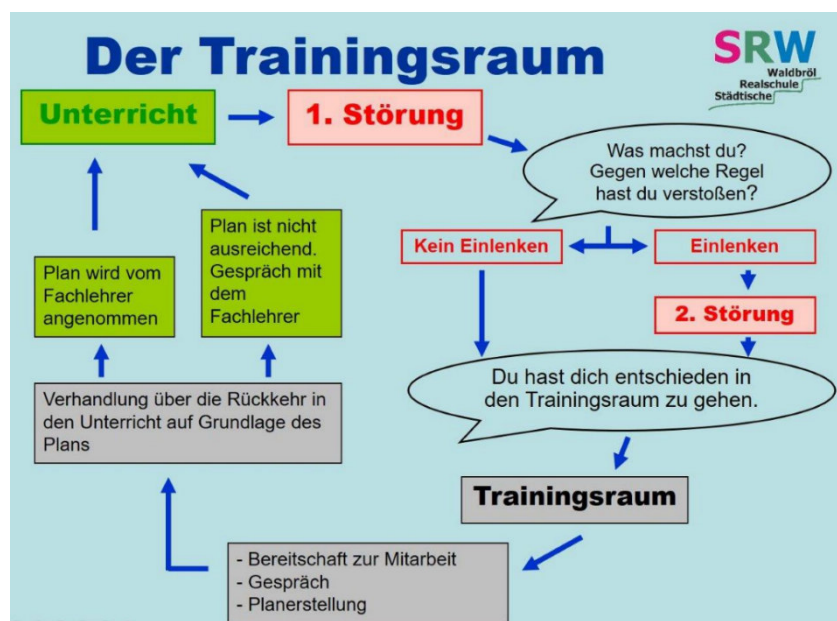 Der Trainingsraum
SRW
Waldbröl
Realschule
Städtische
Unterricht
1. Störung
Was machst du?
Gegen welche Regel
hast du verstoßen?
Kein Einlenken
Einlenken
2. Störung
Du hast dich entschieden in
den Trainingsraum zu gehen.
Trainingsraum
- Bereitschaft zur Mitarbeit
- Gespräch
- Planerstellung
Verhandlung über die Rückkehr in
den Unterricht auf Grundlage des
Plans
Plan wird vom
Fachlehrer
angenommen
Plan ist nicht
ausreichend.
Gespräch mit
dem
Fachlehrer